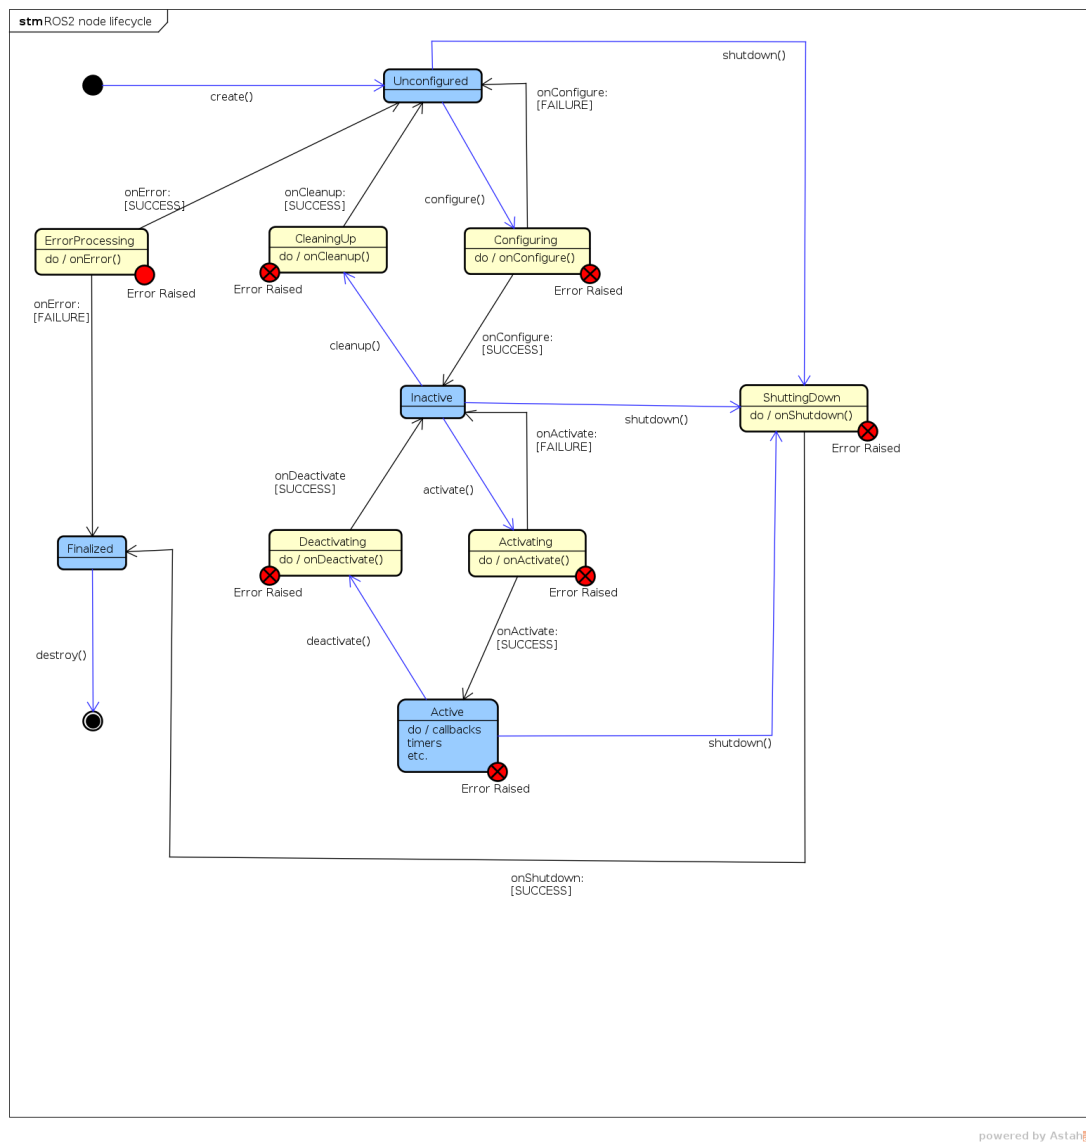 stm ROS2 node lifecycle
shutdown()
Unconfigured
create()
onConfigure:
[FAILURE]
onError:
[SUCCESS]
onCleanup:
[SUCCESS]
configure()
ErrorProcessing
do / onError()
Error Raised
CleaningUp
do / onCleanup()
Error Raised
Configuring
do / onConfigure()
Error Raised
onError:
[FAILURE]
cleanup()
onConfigure:
[SUCCESS]
Inactive
shutdown()
ShuttingDown
do / onShutdown()
Error Raised
onActivate:
[FAILURE]
onDeactivate
[SUCCESS]
activate()
Finalized
Deactivating
do / onDeactivate()
Error Raised
Activating
do / onActivate()
Error Raised
destroy()
deactivate()
onActivate:
[SUCCESS]
Active
do / callbacks
timers
etc.
Error Raised
shutdown()
onShutdown:
[SUCCESS]
powered by Astah